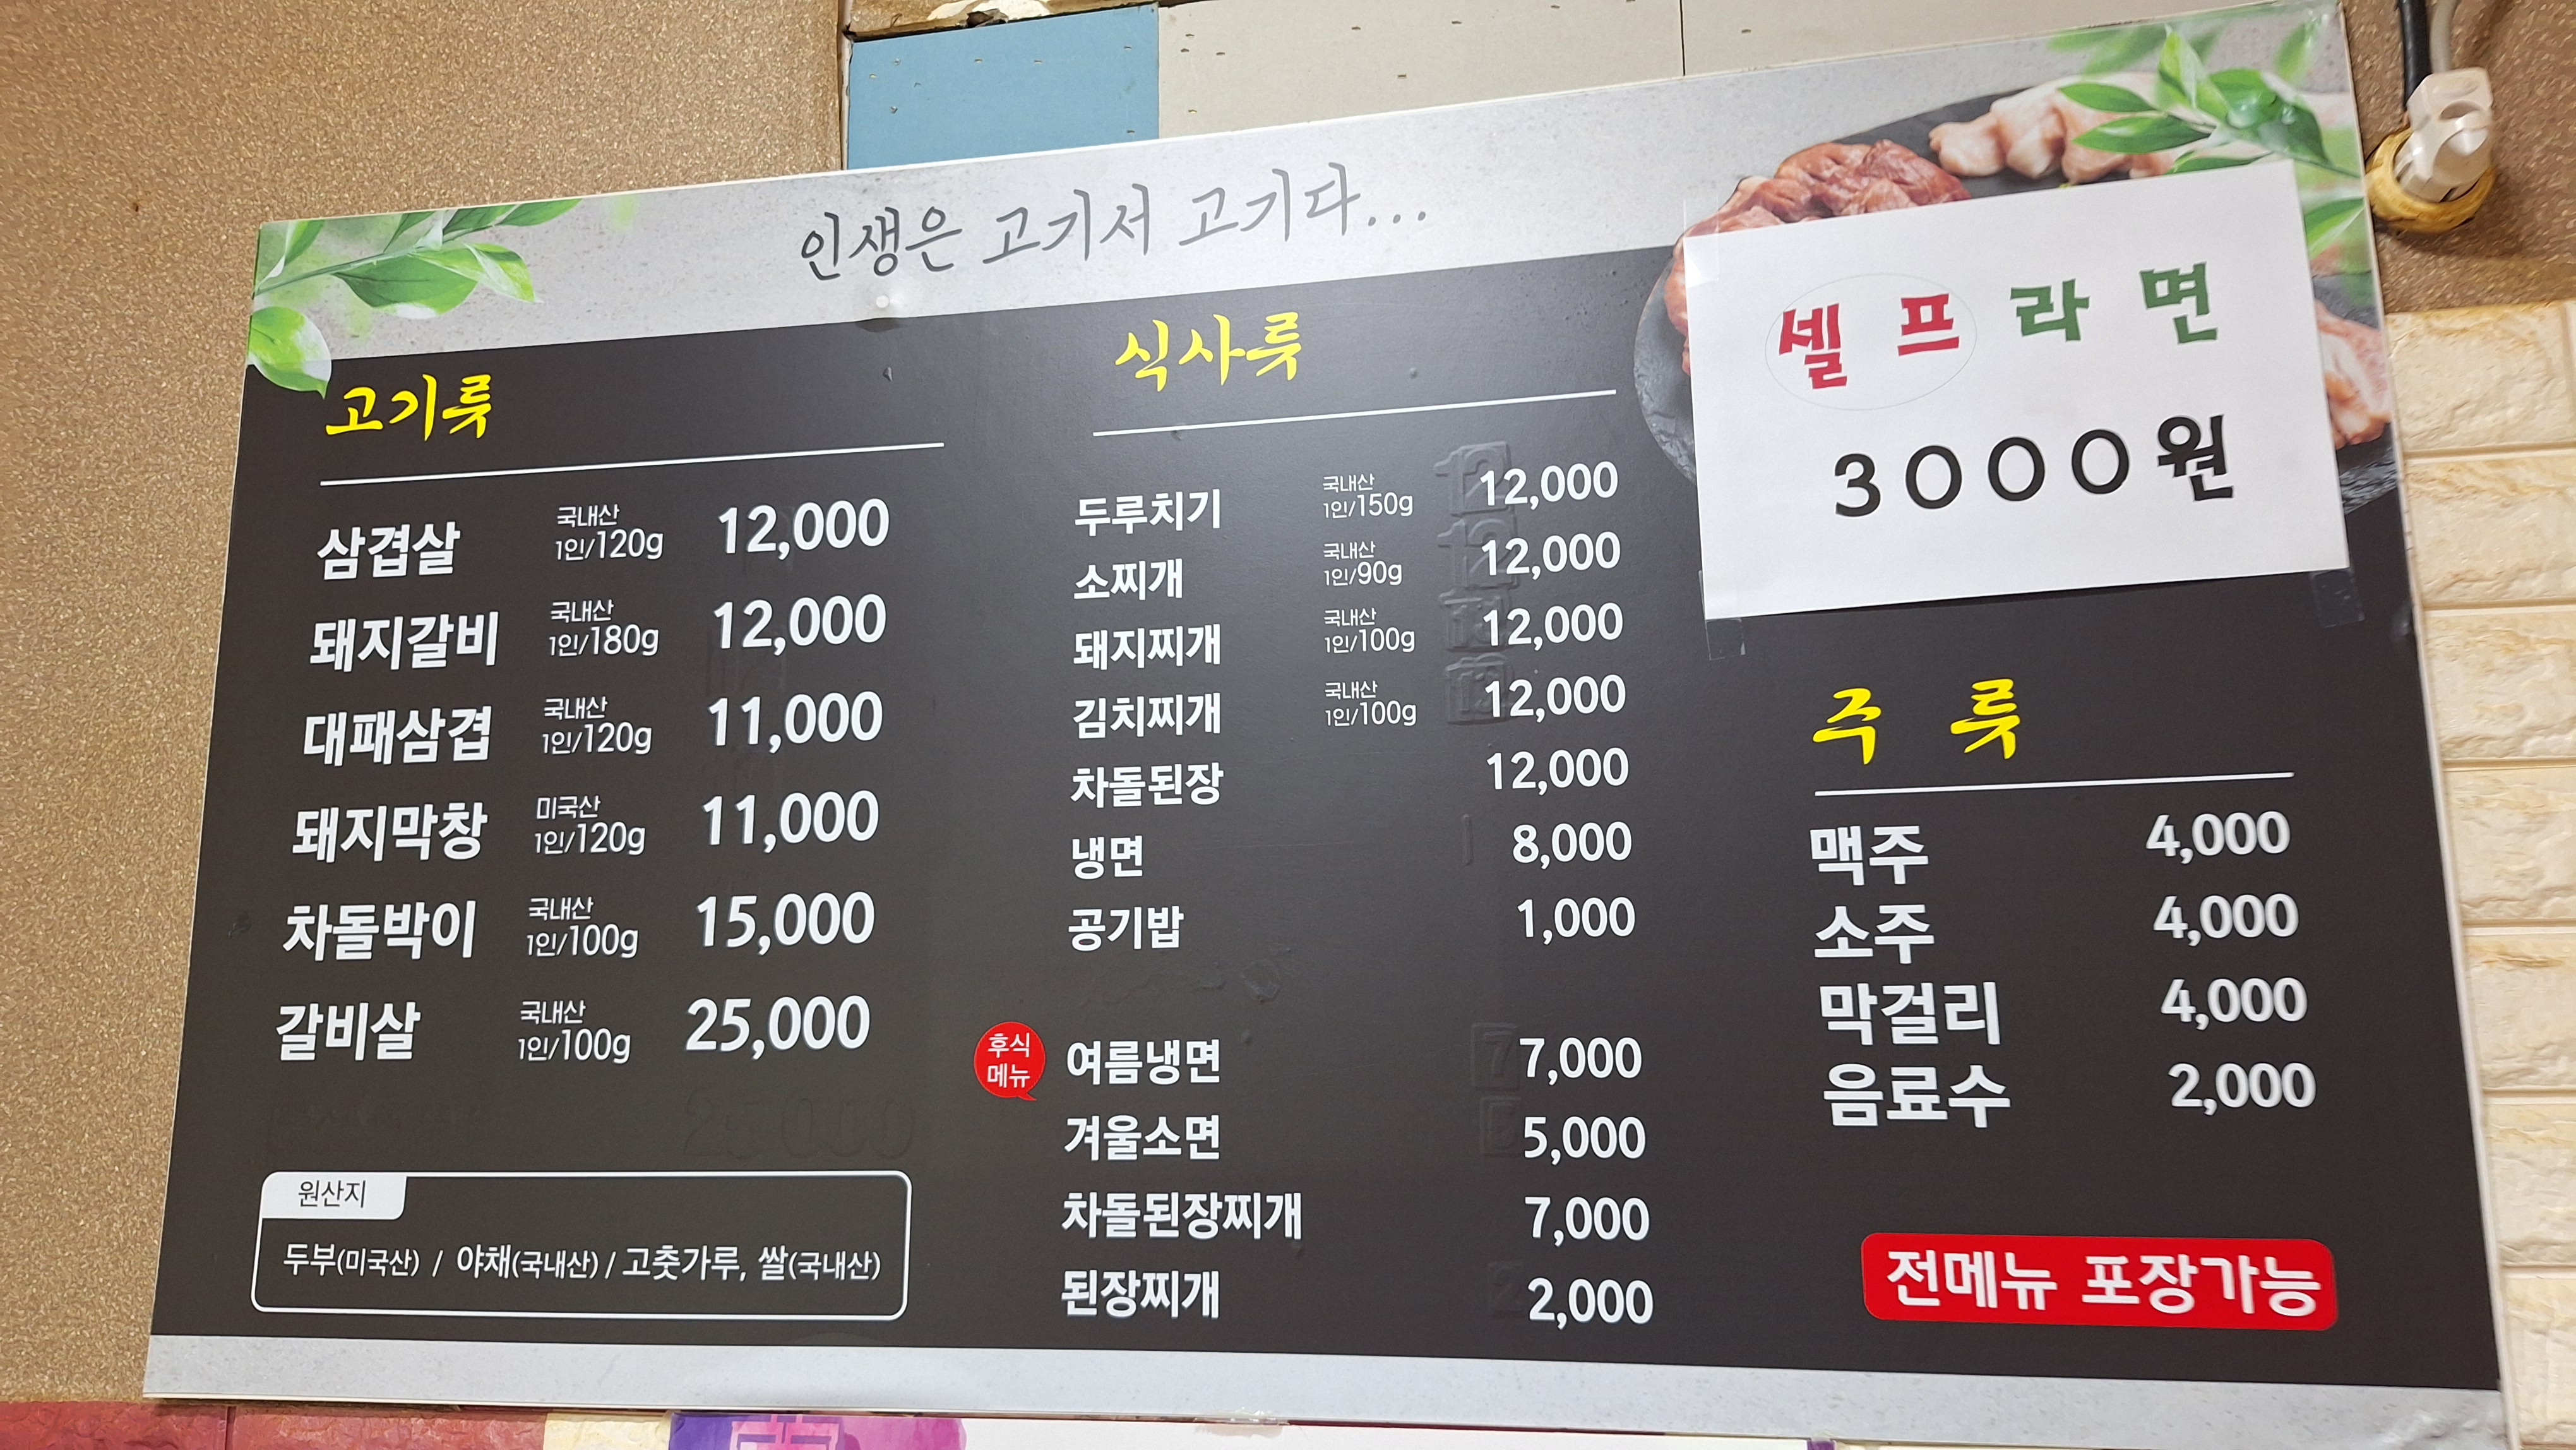 인생은 고기서 고기다...
고기룻
삼겹살 국내산 1인/120g 12,000
돼지갈비 국내산 1인/180g 12,000
대패삼겹 국내산 1인/120g 11,000
돼지막창 미국산 1인/120g 11,000
차돌박이 국내산 1인/100g 15,000
갈비살 국내산 1인/100g 25,000
원산지
두부(미국산) / 야채(국내산) / 고춧가루, 쌀(국내산)
식사룻
두루치기 국내산 1인/150g 12,000
소찌개 국내산 1인/90g 12,000
돼지찌개 국내산 1인/100g 12,000
김치찌개 국내산 1인/100g 12,000
차돌된장 12,000
냉면 8,000
공기밥 1,000
후식
메뉴
여름냉면 7,000
겨울소면 5,000
차돌된장찌개 7,000
된장찌개 2,000
셀프라면
3000원
주 룻
맥주 4,000
소주 4,000
막걸리 4,000
음료수 2,000
전메뉴 포장가능